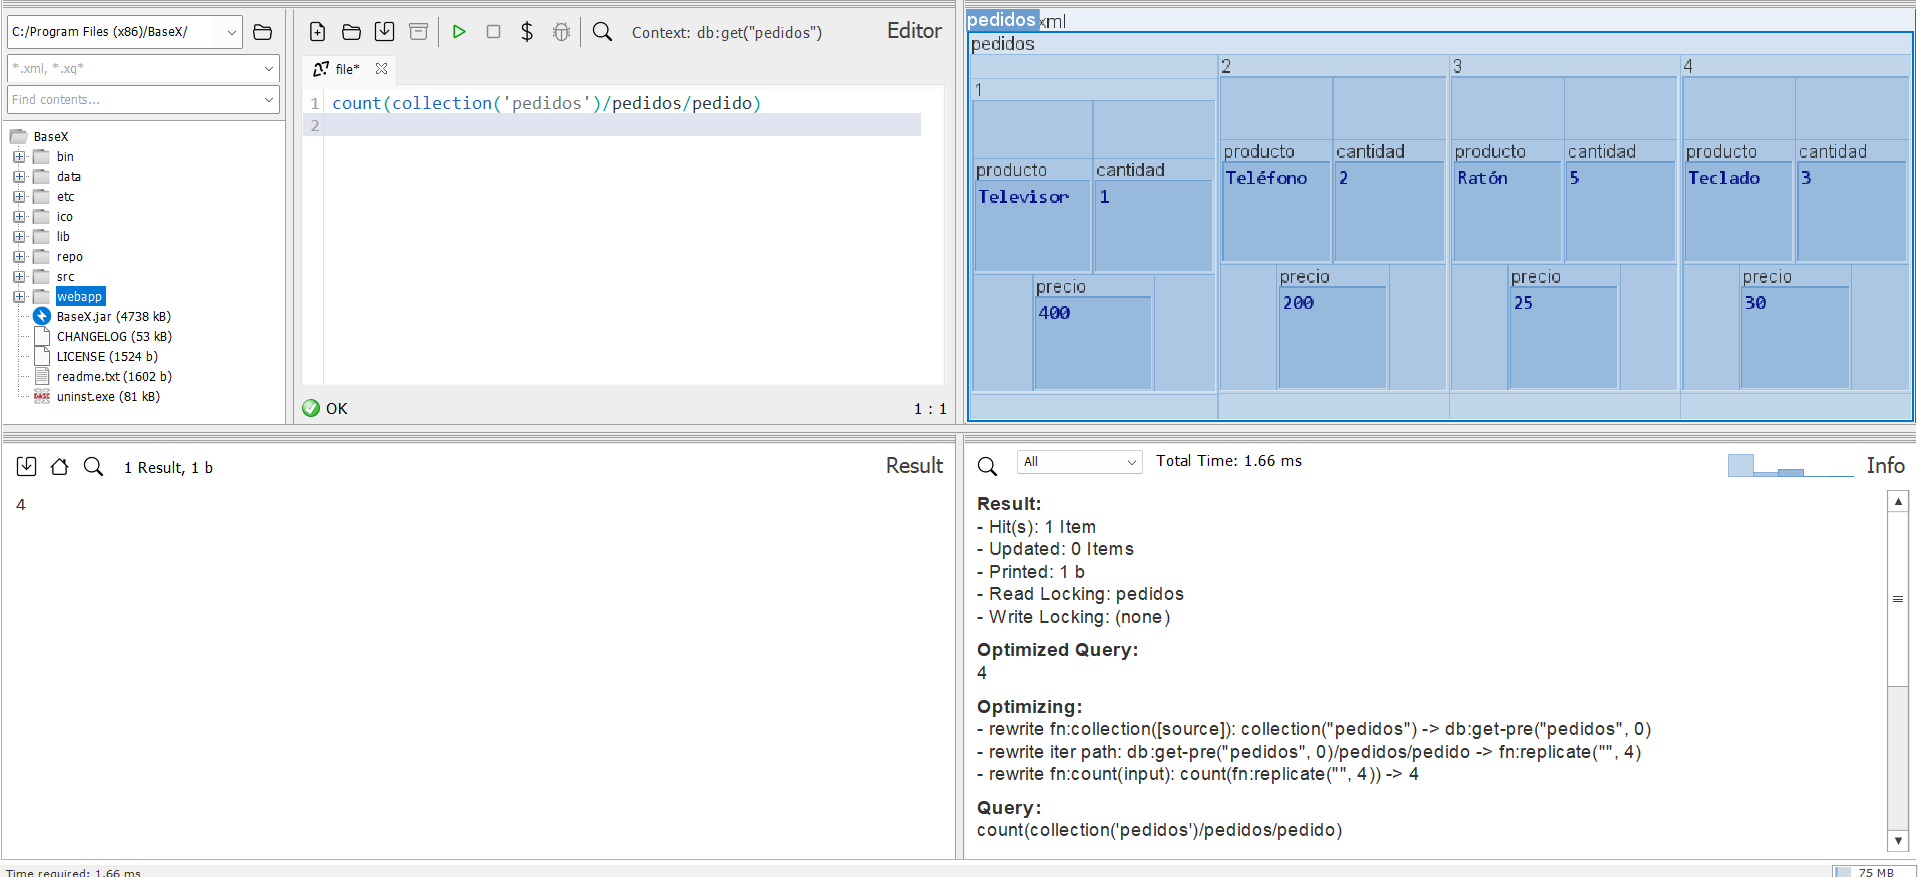 C:/Program Files (x86)/BaseX/
*.xml, *.xq*
Find contents...
BaseX
bin
data
etc
ico
lib
repo
src
webapp
BaseX.jar (4738 kB)
CHANGELOG (53 kB)
LICENSE (1524 b)
readme.txt (1602 b)
uninst.exe (81 kB)
Context: db:get("pedidos")
Editor
file*
1 count(collection('pedidos')/pedidos/pedido)
2
OK
1 : 1
pedidos xml
pedidos
1
producto cantidad
Televisor 1
precio
400
2
producto cantidad
Teléfono 2
precio
200
3
producto cantidad
Ratón 5
precio
25
4
producto cantidad
Teclado 3
precio
30
1 Result, 1 b
Result
4
All
Total Time: 1.66 ms
Info
Result:
- Hit(s): 1 Item
- Updated: 0 Items
- Printed: 1 b
- Read Locking: pedidos
- Write Locking: (none)
Optimized Query:
4
Optimizing:
- rewrite fn:collection([source]): collection("pedidos") -> db:get-pre("pedidos", 0)
- rewrite iter path: db:get-pre("pedidos", 0)/pedidos/pedido -> fn:replicate("", 4)
- rewrite fn:count(input): count(fn:replicate("", 4)) -> 4
Query:
count(collection('pedidos')/pedidos/pedido)
Time required: 1.66 ms
75 MB